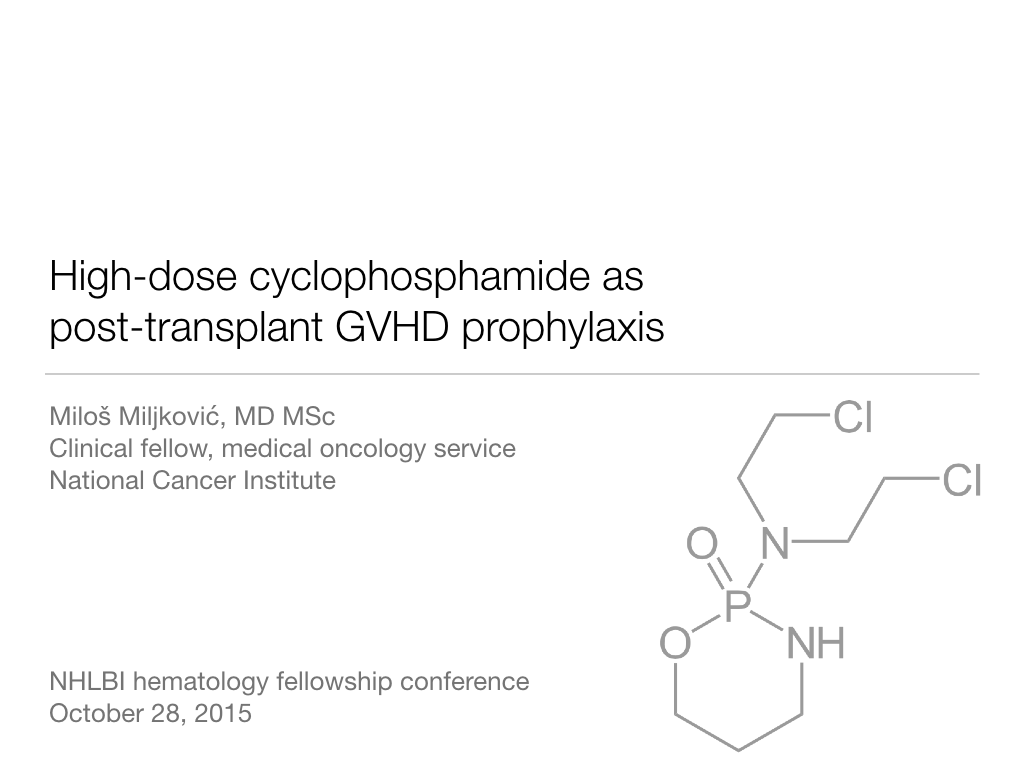 High-dose cyclophosphamide as
post-transplant GVHD prophylaxis
Miloš Miljković, MD MSc
Clinical fellow, medical oncology service
National Cancer Institute
Cl
Cl
O
N
P
O
NH
NHLBI hematology fellowship conference
October 28, 2015